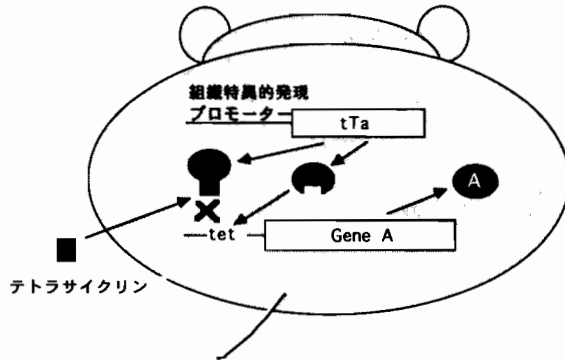 組織特異的発現
プロモーター
tTa
A
tet
Gene A
テトラサイクリン